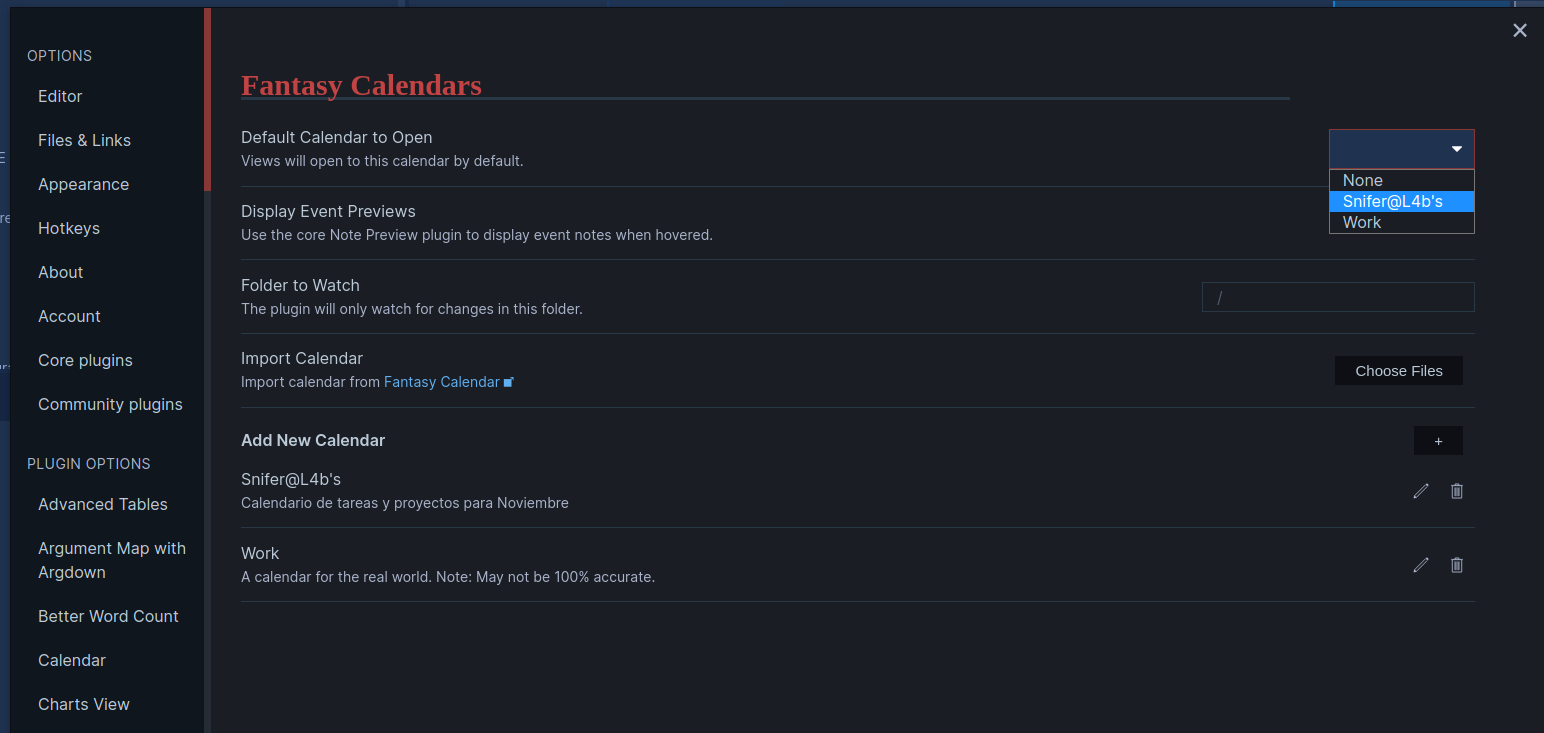 OPTIONS
Editor
Files & Links
Appearance
Hotkeys
About
Account
Core plugins
Community plugins
PLUGIN OPTIONS
Advanced Tables
Argument Map with
Argdown
Better Word Count
Calendar
Charts View
Fantasy Calendars
Default Calendar to Open
Views will open to this calendar by default.
None
Snifer@L4b's
Work
Display Event Previews
Use the core Note Preview plugin to display event notes when hovered.
Folder to Watch
The plugin will only watch for changes in this folder.
/
Import Calendar
Import calendar from Fantasy Calendar
Choose Files
Add New Calendar
+
Snifer@L4b's
Calendario de tareas y proyectos para Noviembre
Work
A calendar for the real world. Note: May not be 100% accurate.